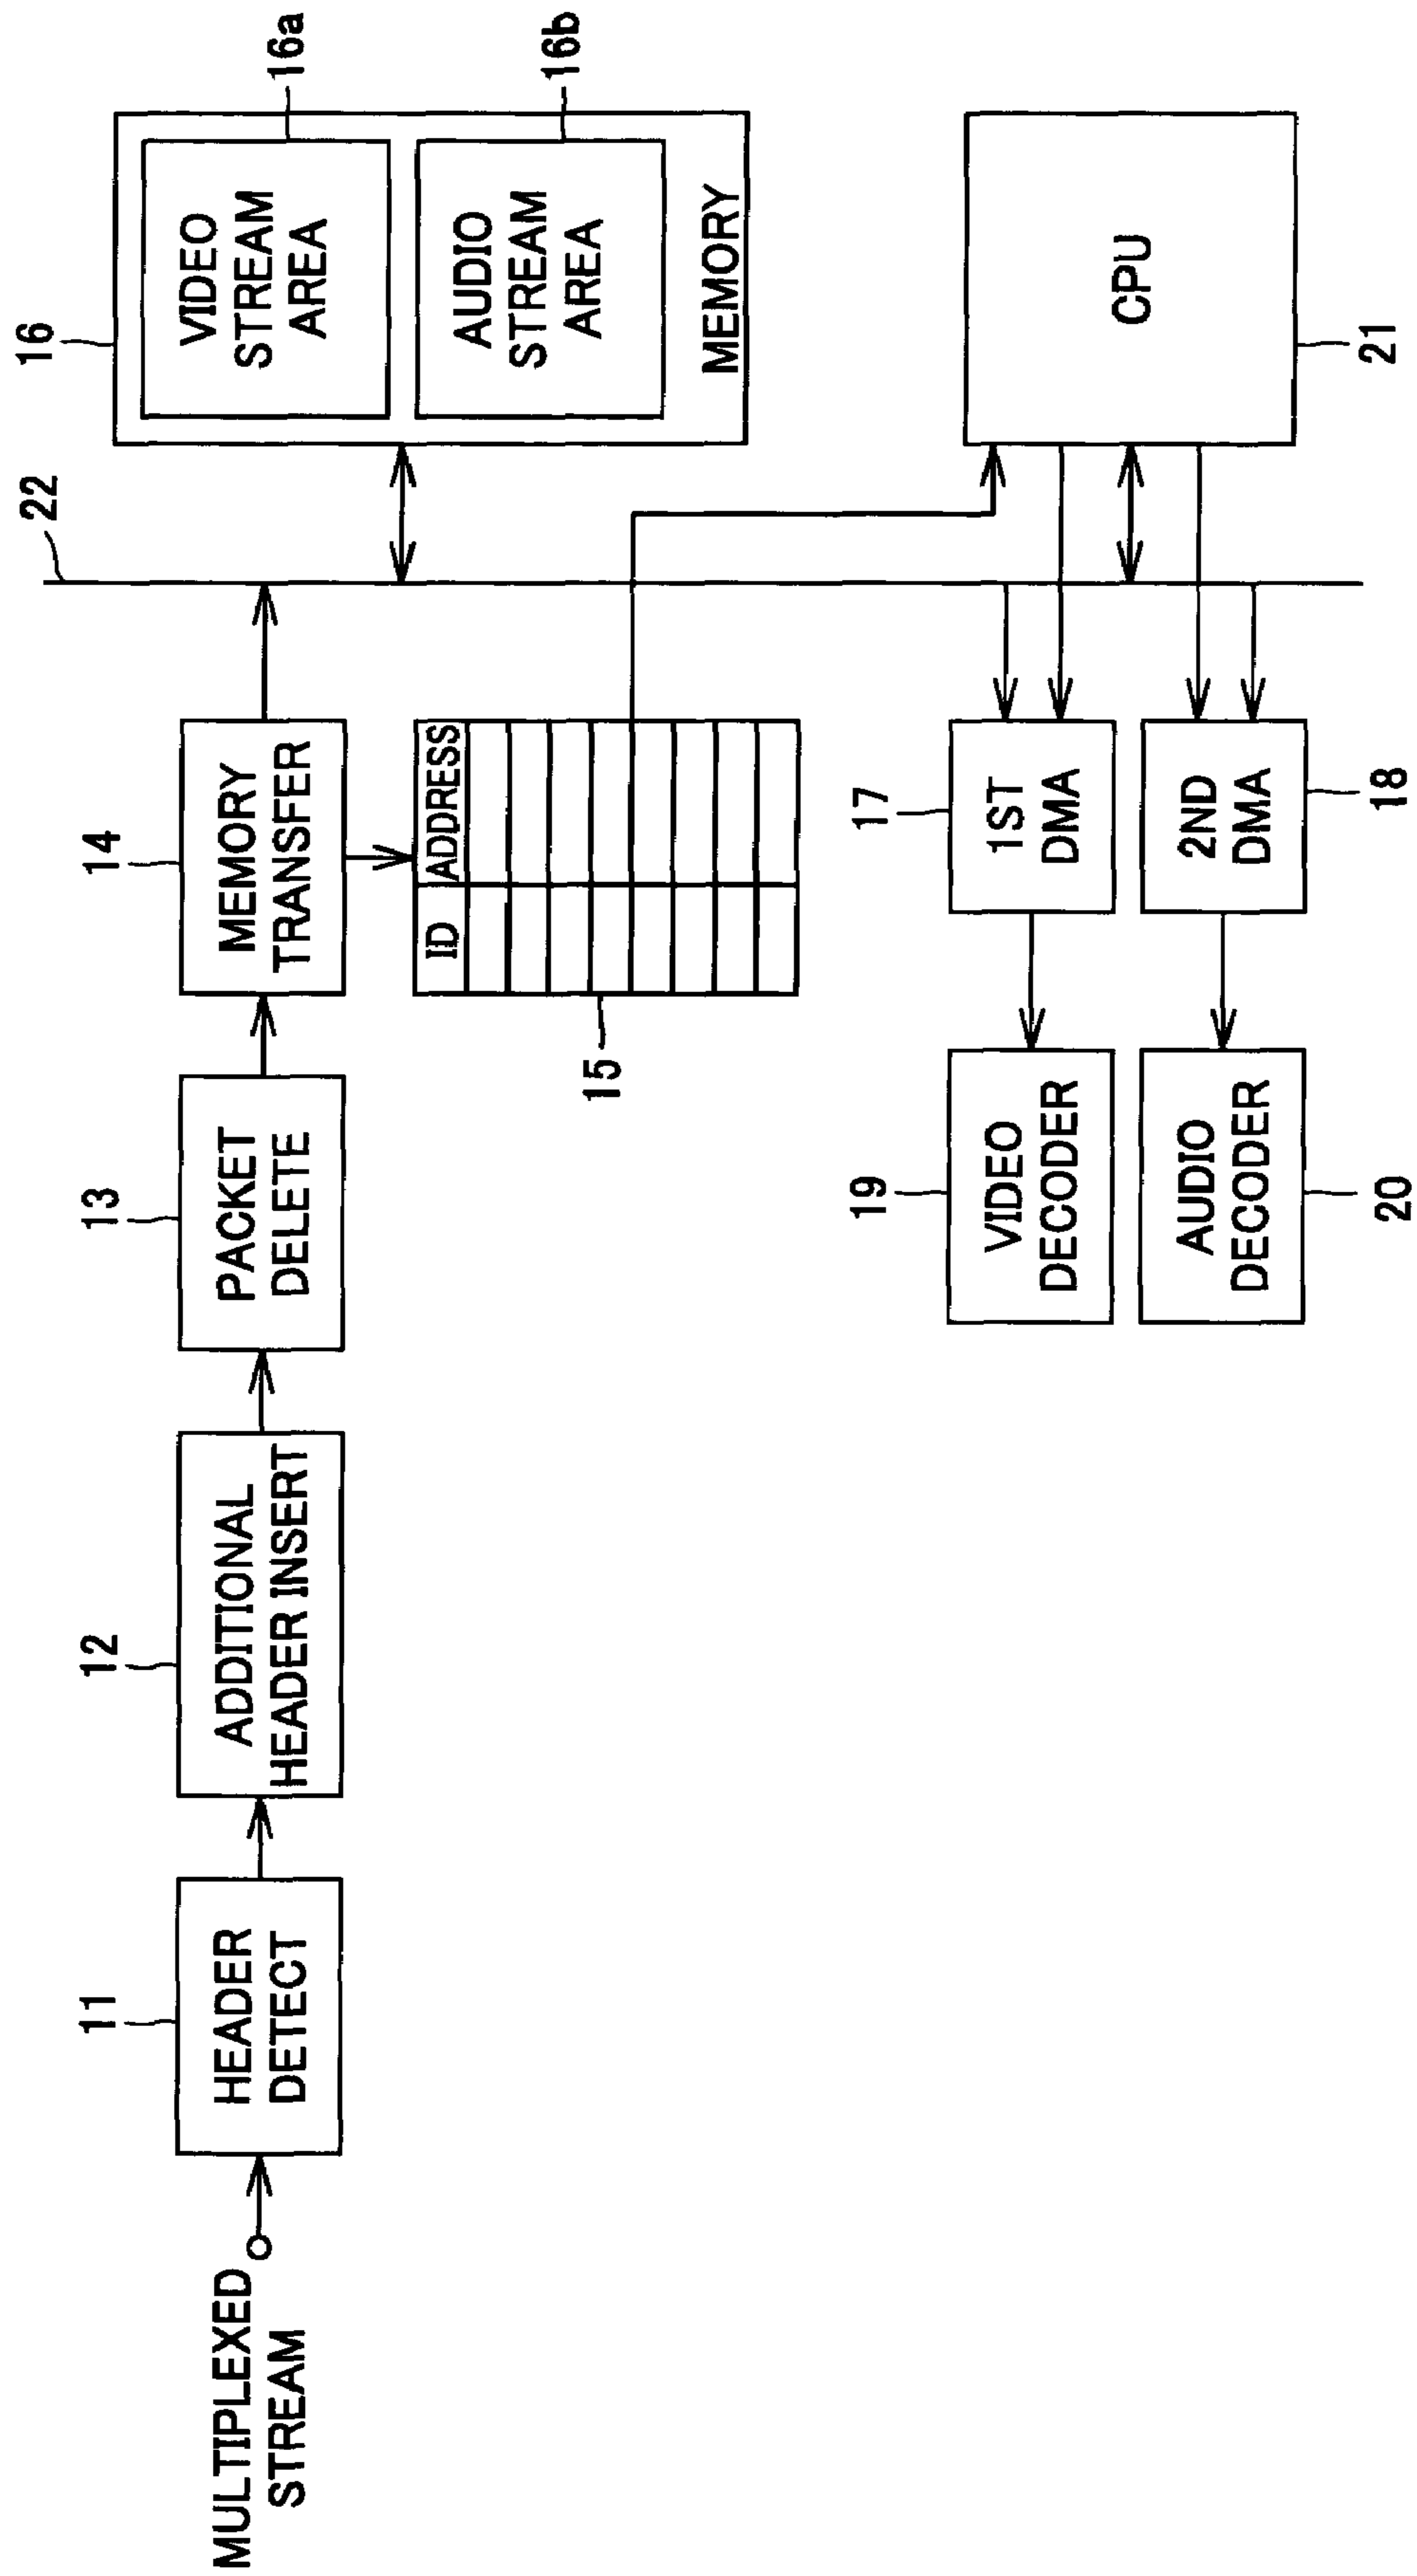 MULTIPLEXED
STREAM
11
HEADER
DETECT
12
ADDITIONAL
HEADER INSERT
13
PACKET
DELETE
14
MEMORY
TRANSFER
15
ID ADDRESS
22
16
VIDEO
STREAM
AREA
16a
AUDIO
STREAM
AREA
16b
MEMORY
17
1ST
DMA
18
2ND
DMA
19
VIDEO
DECODER
20
AUDIO
DECODER
CPU
21